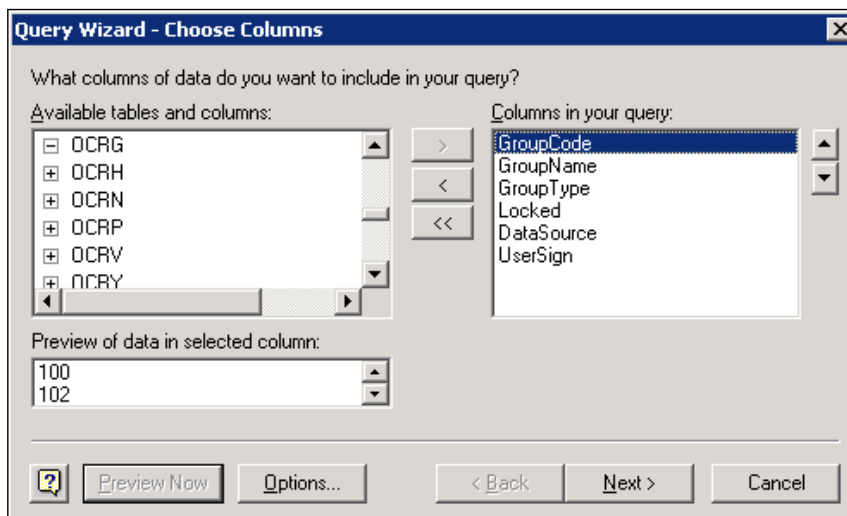 Query Wizard - Choose Columns
What columns of data do you want to include in your query?
Available tables and columns:
Columns in your query:
OCRG
OCRH
OCRN
OCRP
OCRV
OCRY
>
<
<<
GroupCode
GroupName
GroupType
Locked
DataSource
UserSign
Preview of data in selected column:
100
102
?
Preview Now
Options...
< Back
Next >
Cancel